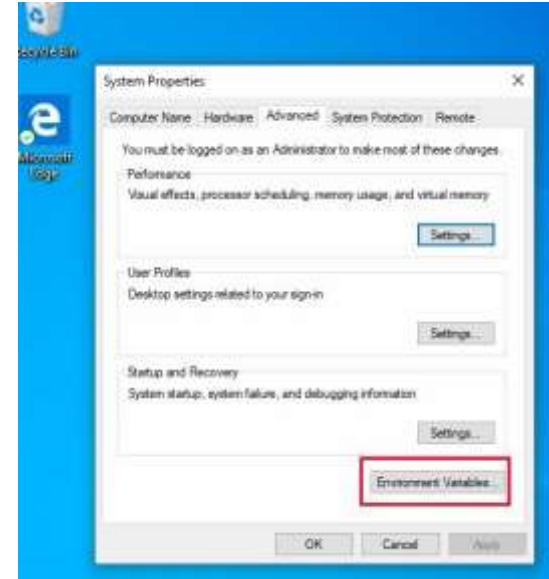 Recycle Bin
Microsoft
Edge
System Properties
Computer Name Hardware Advanced System Protection Remote
You must be logged on as an Administrator to make most of these changes.
Performance
Visual effects, processor scheduling, memory usage, and virtual memory
Settings...
User Profiles
Desktop settings related to your sign-in
Settings...
Startup and Recovery
System startup, system failure, and debugging information
Settings...
Environment Variables...
OK Cancel Apply